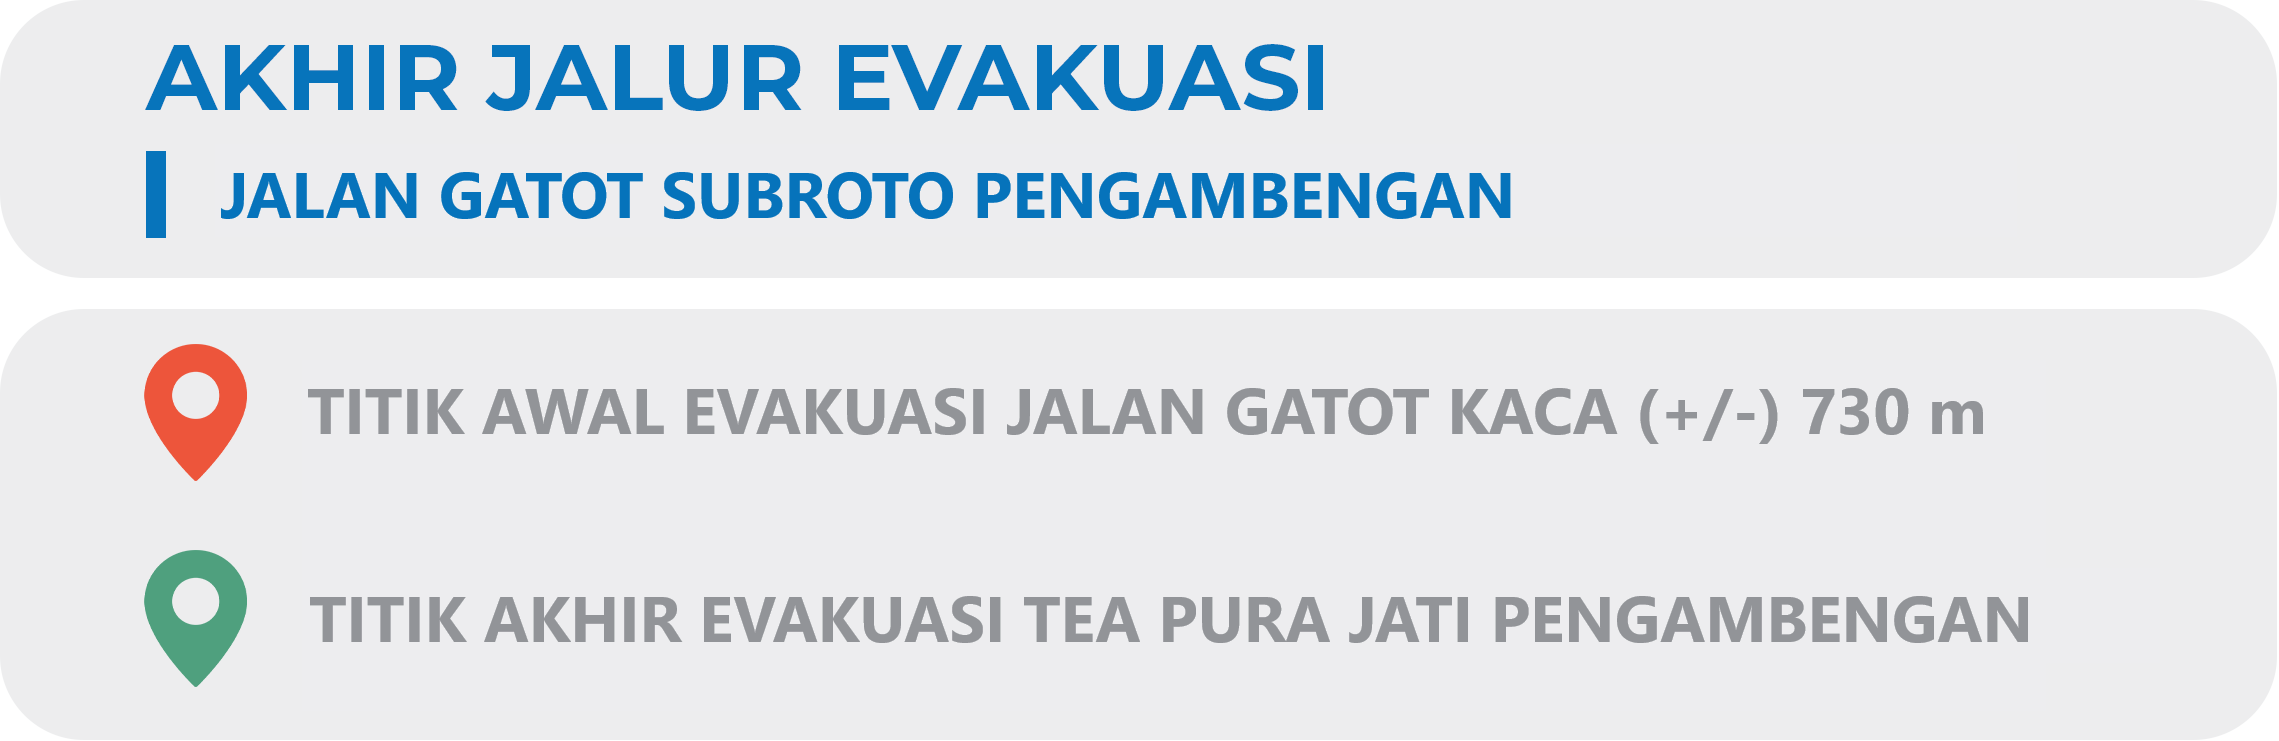 AKHIR JALUR EVAKUASI
JALAN GATOT SUBROTO PENGAMBENGAN
TITIK AWAL EVAKUASI JALAN GATOT KACA (+/-) 730 m
TITIK AKHIR EVAKUASI TEA PURA JATI PENGAMBENGAN